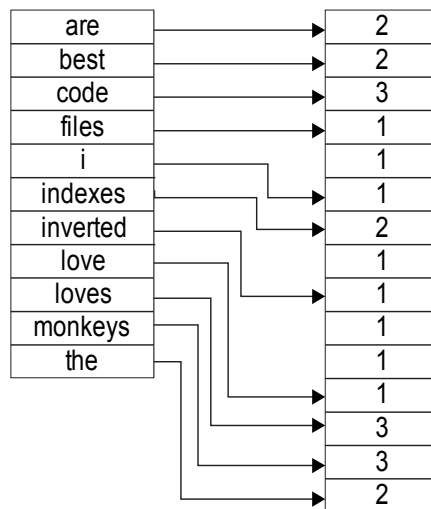 are
best
code
files
i
indexes
inverted
love
loves
monkeys
the
2
2
3
1
1
1
2
1
1
1
1
1
3
3
2